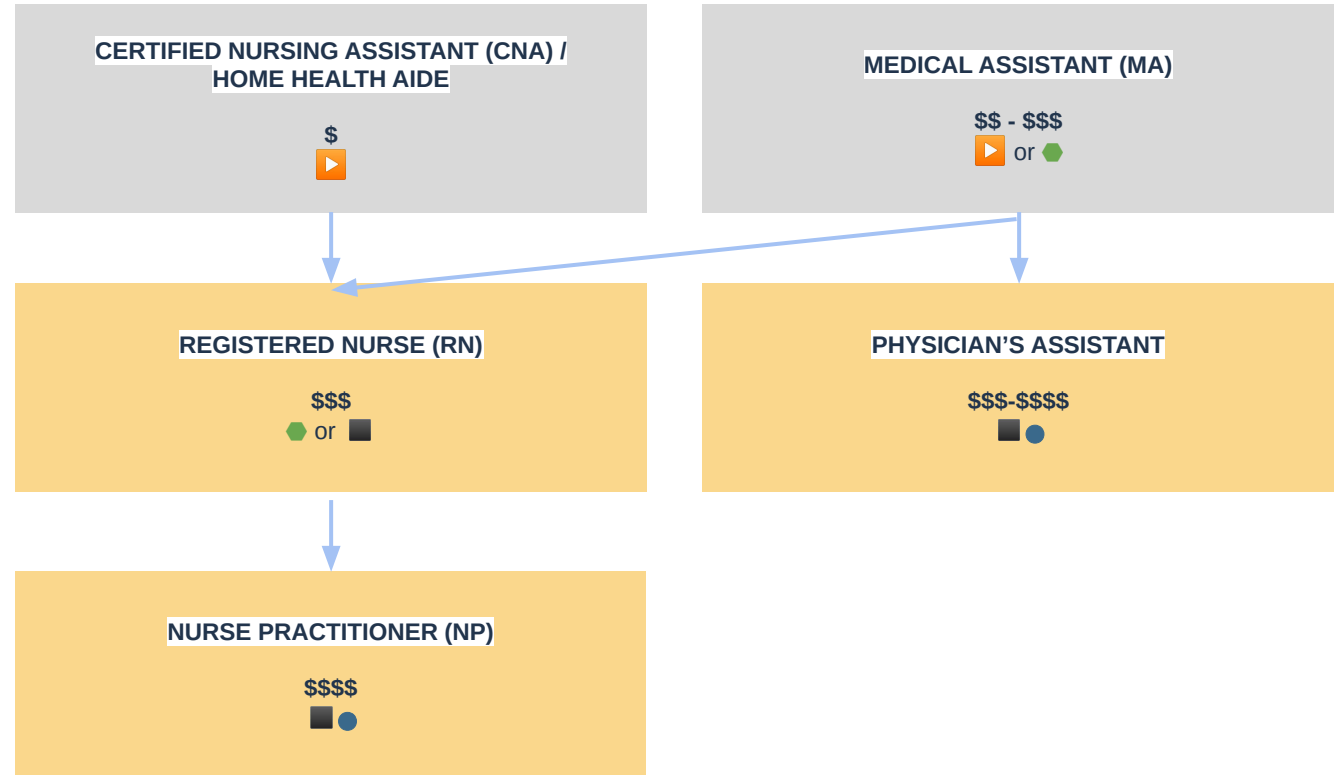 CERTIFIED NURSING ASSISTANT (CNA) /
HOME HEALTH AIDE
$
MEDICAL ASSISTANT (MA)
$$ - $$$
or
REGISTERED NURSE (RN)
$$$
or
PHYSICIAN’S ASSISTANT
$$$-$$$$
NURSE PRACTITIONER (NP)
$$$$